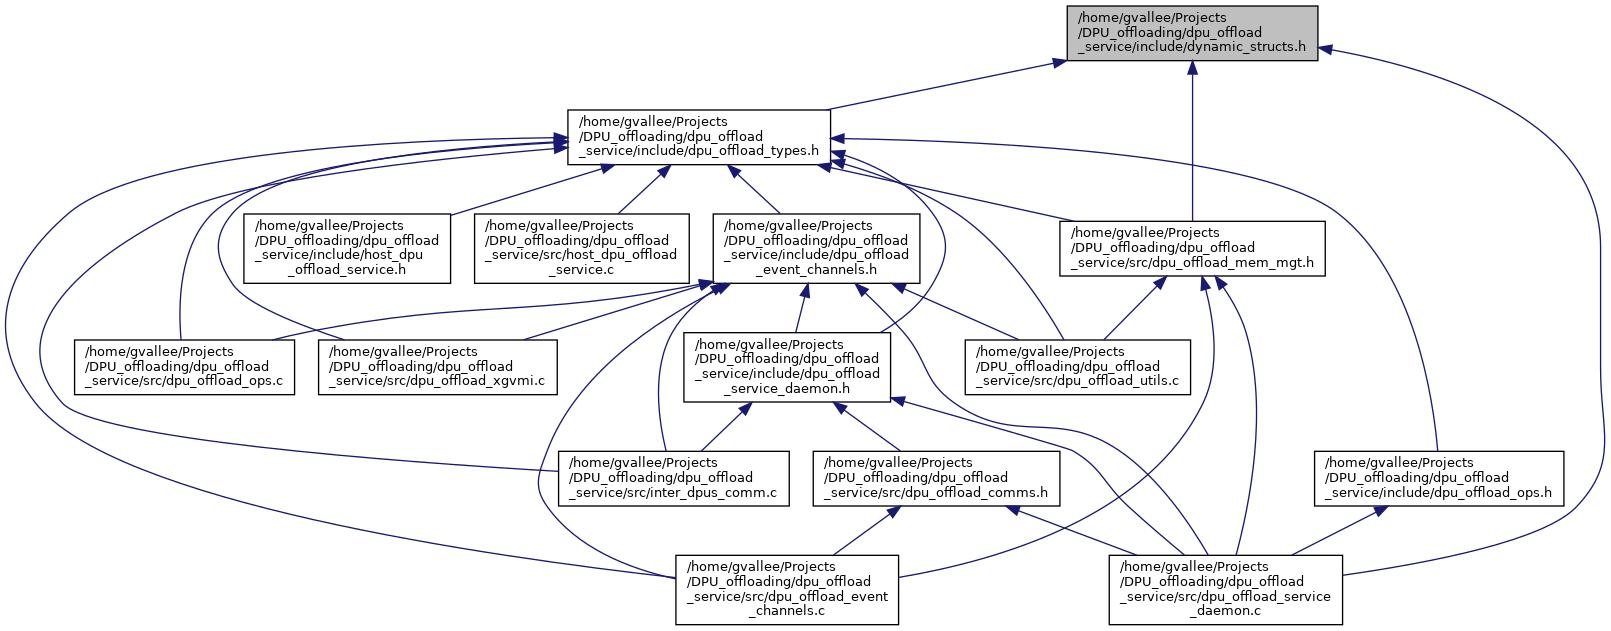 /home/gvallee/Projects
/DPU_offloading/dpu_offload
_service/include/dynamic_structs.h
/home/gvallee/Projects
/DPU_offloading/dpu_offload
_service/include/dpu_offload_types.h
/home/gvallee/Projects
/DPU_offloading/dpu_offload
_service/include/host_dpu
_offload_service.h
/home/gvallee/Projects
/DPU_offloading/dpu_offload
_service/src/host_dpu_offload
_service.c
/home/gvallee/Projects
/DPU_offloading/dpu_offload
_service/include/dpu_offload
_event_channels.h
/home/gvallee/Projects
/DPU_offloading/dpu_offload
_service/src/dpu_offload_mem_mgt.h
/home/gvallee/Projects
/DPU_offloading/dpu_offload
_service/src/dpu_offload_ops.c
/home/gvallee/Projects
/DPU_offloading/dpu_offload
_service/src/dpu_offload_xgvmi.c
/home/gvallee/Projects
/DPU_offloading/dpu_offload
_service/include/dpu_offload
_service_daemon.h
/home/gvallee/Projects
/DPU_offloading/dpu_offload
_service/src/dpu_offload_utils.c
/home/gvallee/Projects
/DPU_offloading/dpu_offload
_service/src/inter_dpus_comm.c
/home/gvallee/Projects
/DPU_offloading/dpu_offload
_service/src/dpu_offload_comms.h
/home/gvallee/Projects
/DPU_offloading/dpu_offload
_service/include/dpu_offload_ops.h
/home/gvallee/Projects
/DPU_offloading/dpu_offload
_service/src/dpu_offload_event
_channels.c
/home/gvallee/Projects
/DPU_offloading/dpu_offload
_service/src/dpu_offload_service
_daemon.c